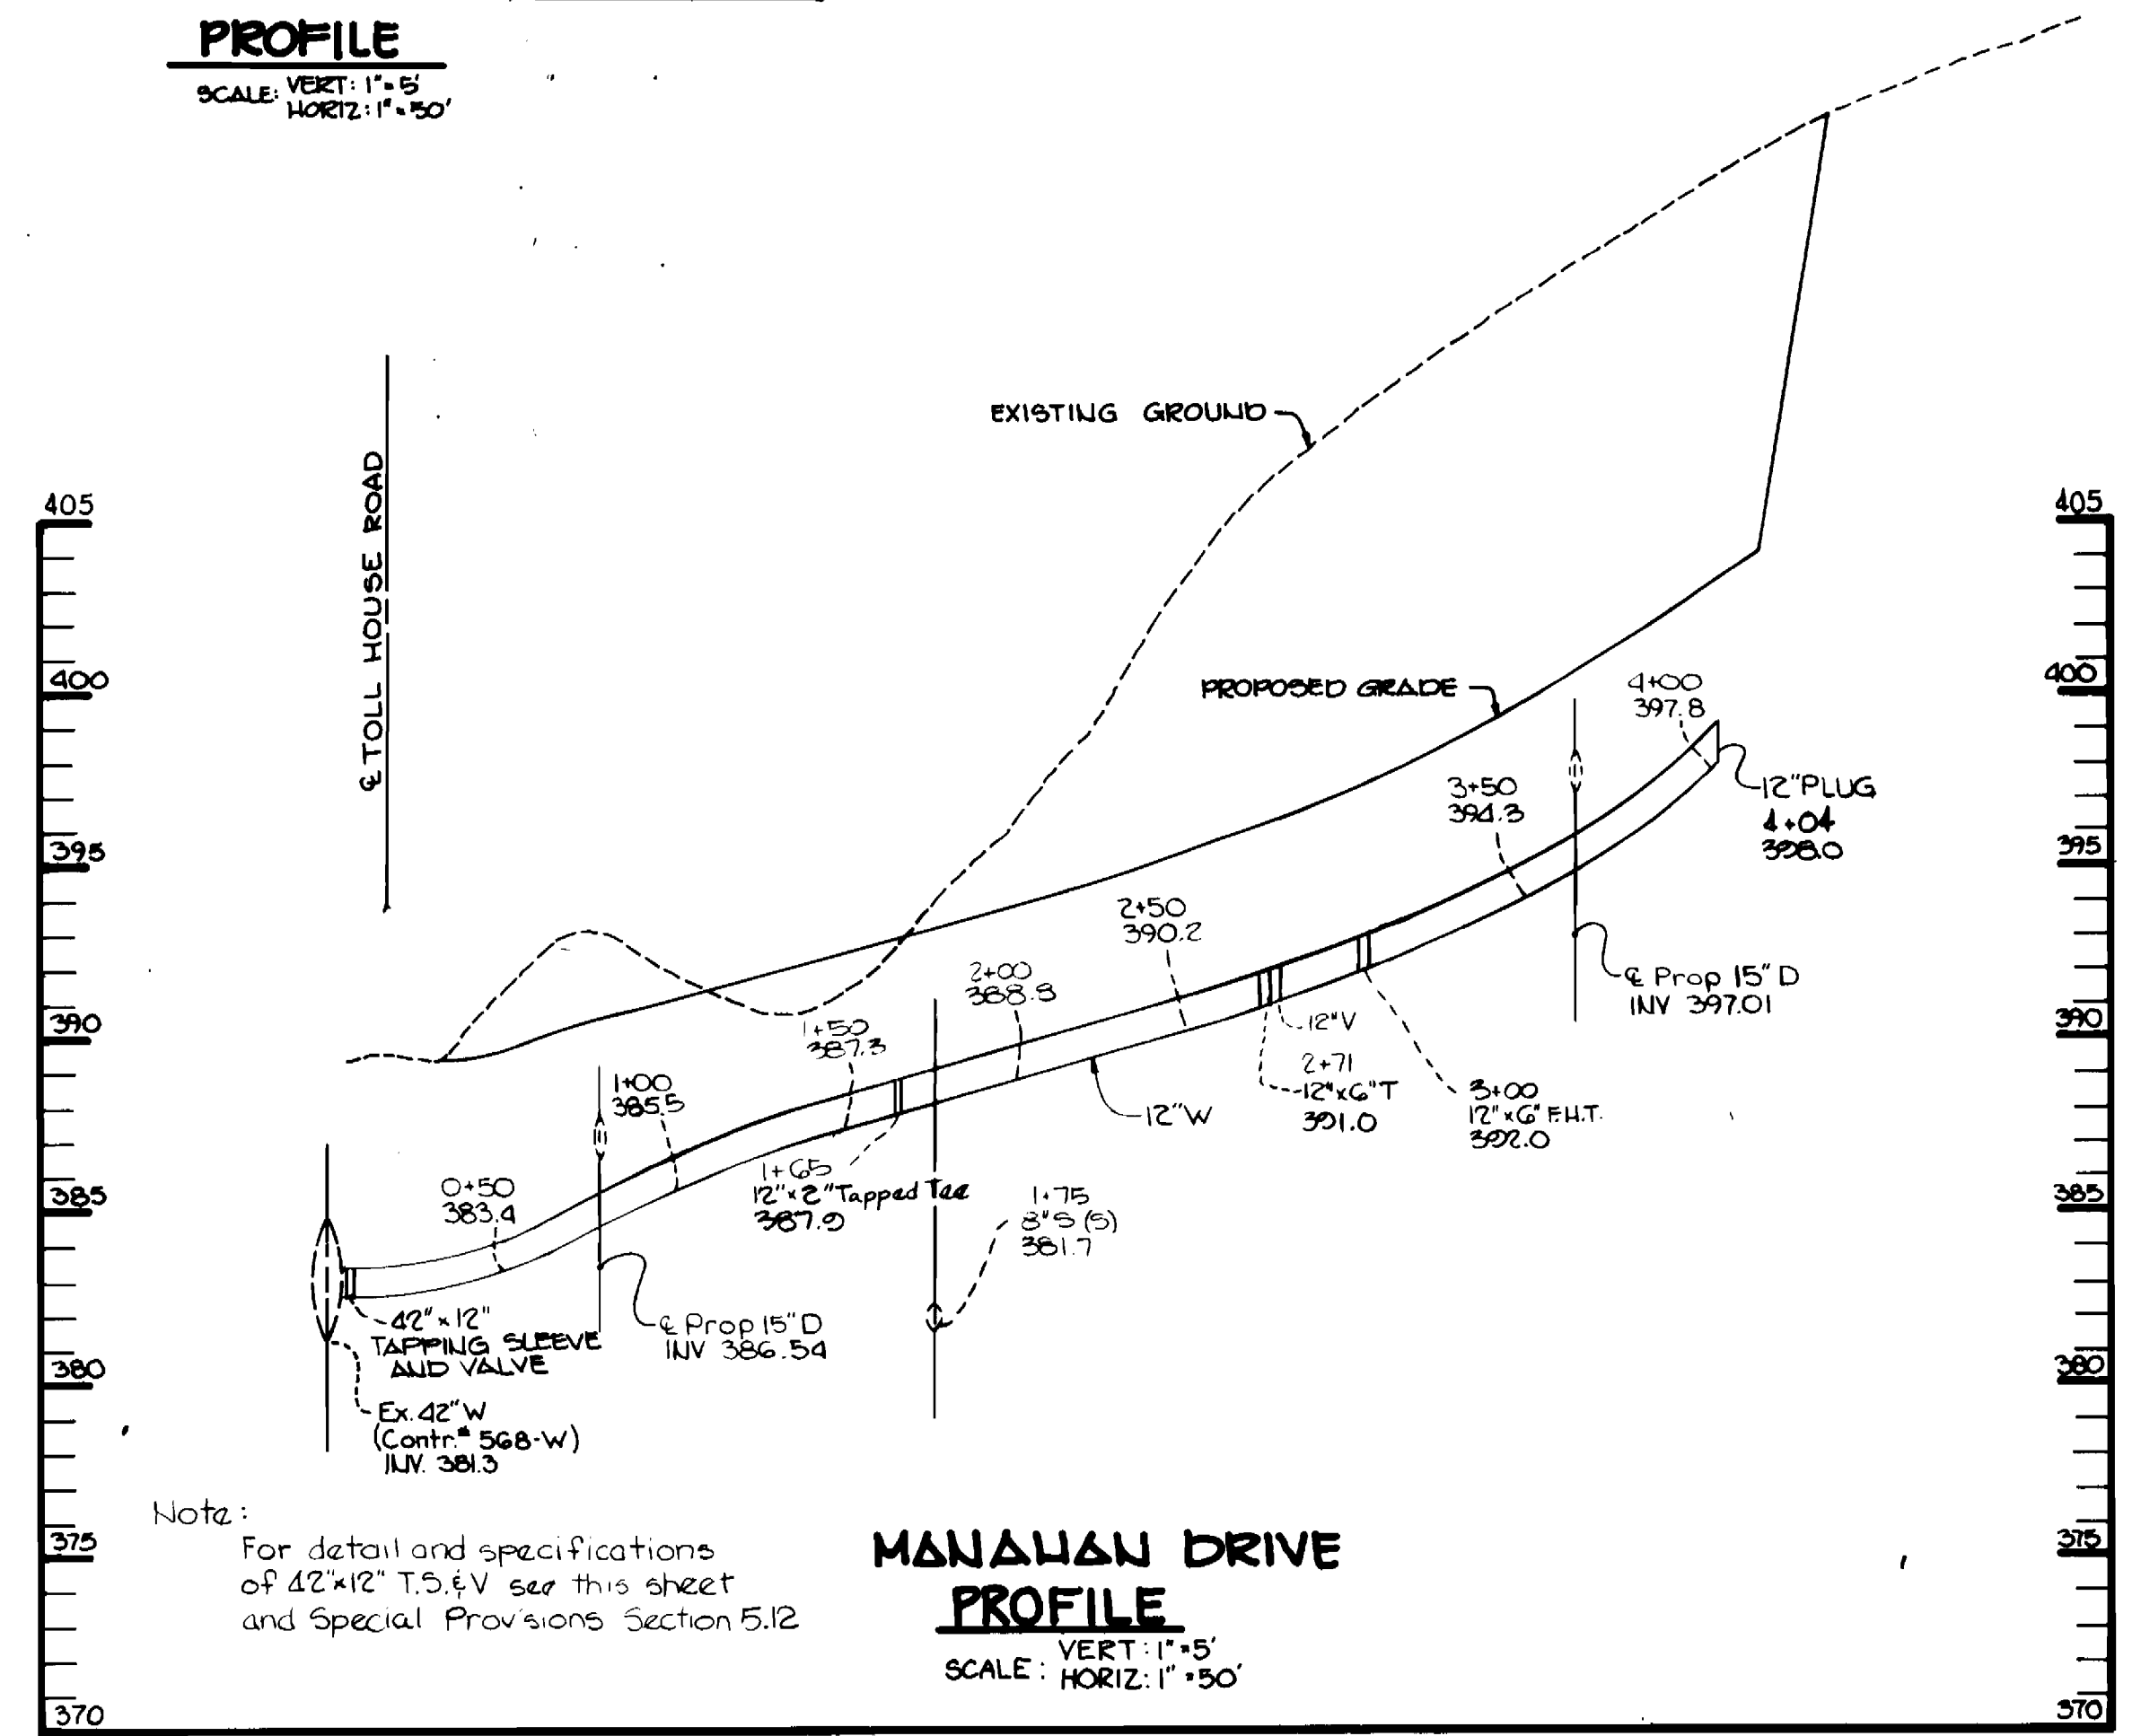 PROFILE
SCALE: VERT: 1"=5'
HORIZ: 1"=50'
EXISTING GROUND
℄ TOLL HOUSE ROAD
405
405
PROPOSED GRADE
400
400
4+00
397.8
3+50
394.3
12" PLUG
4+04
398.0
395
395
2+50
390.2
2+00
388.8
℄ Prop 15" D
INV 397.01
390
390
1+50
387.3
12"V
2+71
12"x6"T
391.0
3+00
12"x6" F.H.T.
392.0
1+00
385.5
12"W
1+65
12"x2" Tapped Tee
387.9
0+50
383.4
385
385
1+75
8"S (S)
381.7
42"x12"
TAPPING SLEEVE
AND VALVE
℄ Prop 15" D
INV 386.54
380
380
Ex. 42" W
(Contr.# 568-W)
INV. 381.3
Note:
For detail and specifications
of 42"x12" T.S.&V see this sheet
and Special Provisions Section 5.12
375
375
MANAHAN DRIVE
PROFILE
SCALE: VERT: 1"=5'
HORIZ: 1"=50'
370
370